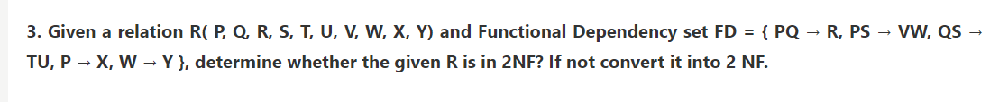 3. Given a relation R( P, Q, R, S, T, U, V, W, X, Y) and Functional Dependency set FD = { PQ → R, PS → VW, QS →
TU, P → X, W → Y }, determine whether the given R is in 2NF? If not convert it into 2 NF.